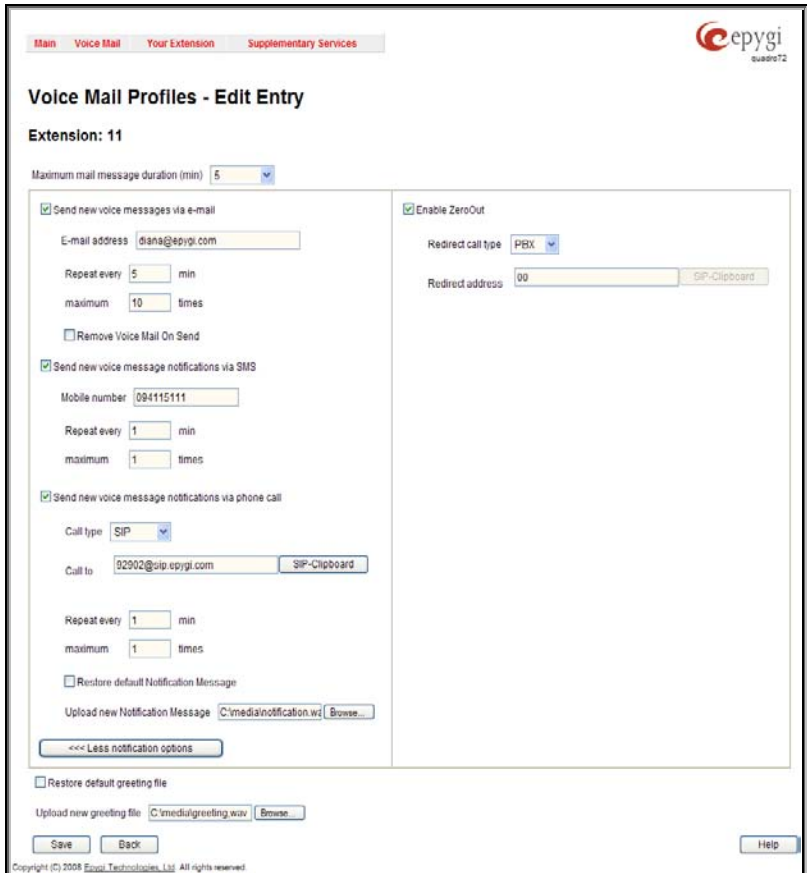 Main Voice Mail Your Extension Supplementary Services
epygi
quadro72
Voice Mail Profiles - Edit Entry
Extension: 11
Maximum mail message duration (min) 5
Send new voice messages via e-mail
E-mail address diana@epygi.com
Repeat every 5 min
maximum 10 times
Remove Voice Mail On Send
Send new voice message notifications via SMS
Mobile number 094115111
Repeat every 1 min
maximum 1 times
Send new voice message notifications via phone call
Call type SIP
Call to 92902@sip.epygi.com SIP-Clipboard
Repeat every 1 min
maximum 1 times
Restore default Notification Message
Upload new Notification Message C:\media\notification.wa Browse...
<<< Less notification options
Enable ZeroOut
Redirect call type PBX
Redirect address 00 SIP-Clipboard
Restore default greeting file
Upload new greeting file C:\media\greeting.wav Browse...
Save Back Help
Copyright (C) 2008 Epygi Technologies, Ltd. All rights reserved.